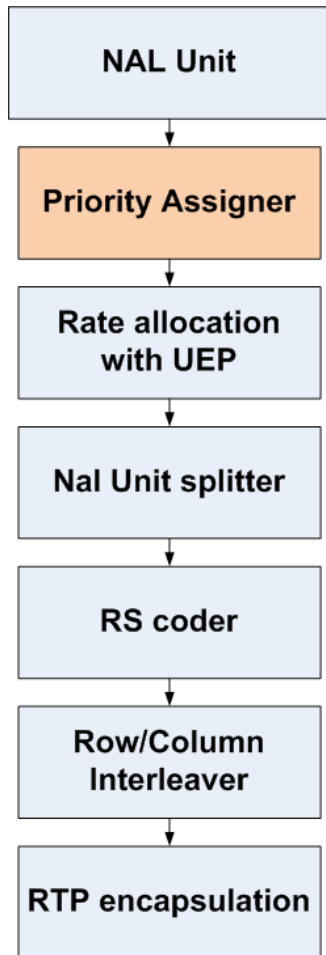 NAL Unit
Priority Assigner
Rate allocation
with UEP
Nal Unit splitter
RS coder
Row/Column
Interleaver
RTP encapsulation